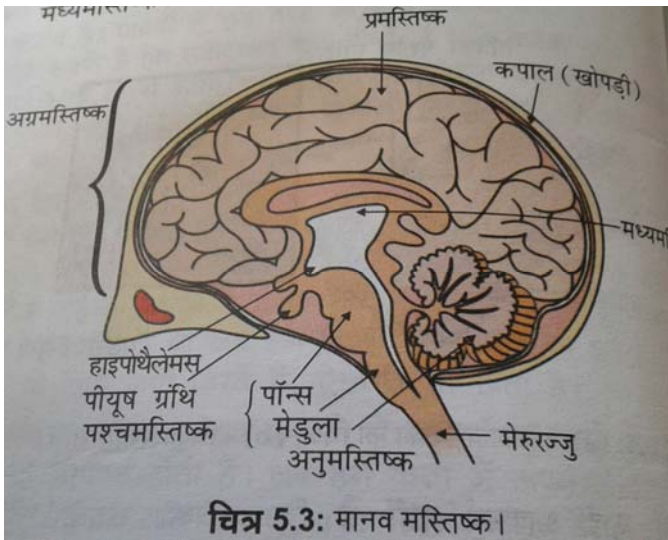 प्रमस्तिष्क
कपाल (खोपड़ी)
अग्रमस्तिष्क
हाइपोथैलेमस
पीयूष ग्रंथि
पश्चमस्तिष्क
पॉन्स
मेडुला
अनुमस्तिष्क
मेरुरज्जु
चित्र 5.3: मानव मस्तिष्क।